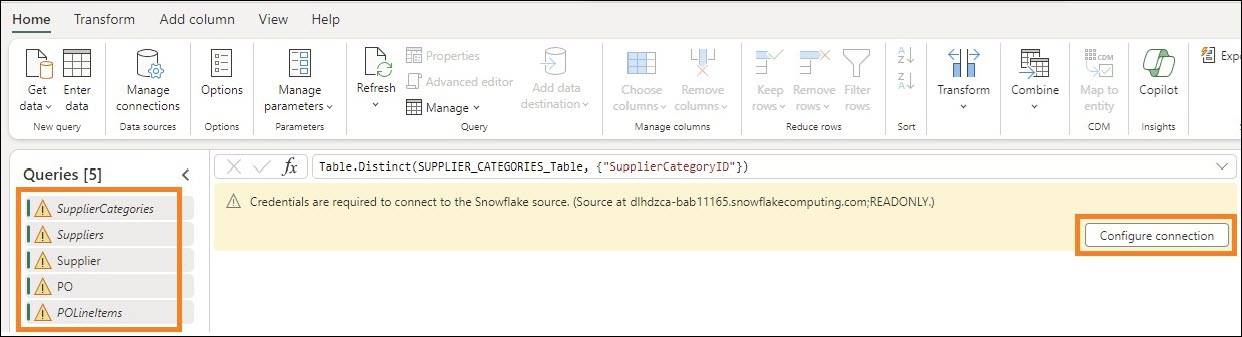 Home Transform Add column View Help
Get data
Enter data
New query
Manage connections
Data sources
Options
Options
Manage parameters
Parameters
Refresh
Properties
Advanced editor
Manage
Add data destination
Query
Choose columns
Remove columns
Manage columns
Keep rows
Remove rows
Filter rows
Reduce rows
A
Z
Z
A
Sort
Transform
Combine
CDM
Map to entity
CDM
Copilot
Insights
Queries [5]
fx
Table.Distinct(SUPPLIER_CATEGORIES_Table, {"SupplierCategoryID"})
SupplierCategories
Suppliers
Supplier
PO
POLineItems
Credentials are required to connect to the Snowflake source. (Source at dlhdzca-bab11165.snowflakecomputing.com;READONLY.)
Configure connection